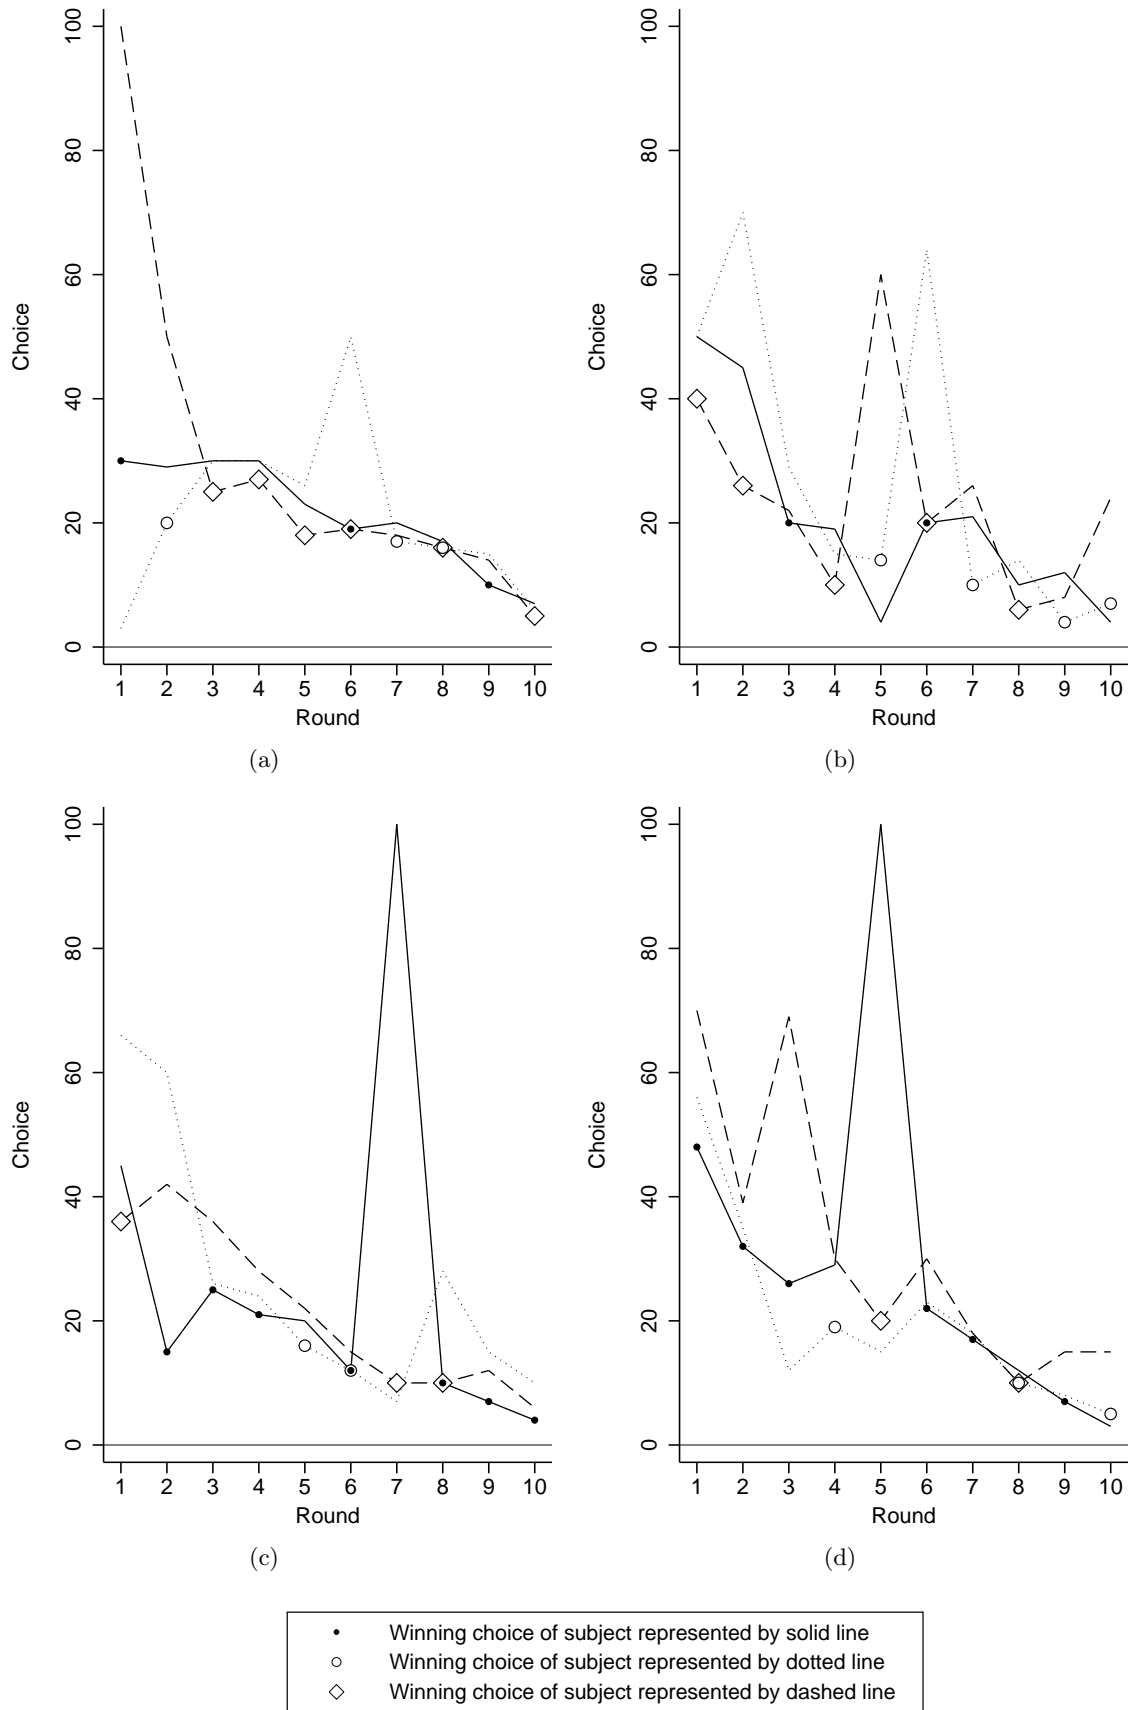 100
80
60
40
20
0
Choice
1 2 3 4 5 6 7 8 9 10
Round
(a)
100
80
60
40
20
0
Choice
1 2 3 4 5 6 7 8 9 10
Round
(b)
100
80
60
40
20
0
Choice
1 2 3 4 5 6 7 8 9 10
Round
(c)
100
80
60
40
20
0
Choice
1 2 3 4 5 6 7 8 9 10
Round
(d)
Winning choice of subject represented by solid line
Winning choice of subject represented by dotted line
Winning choice of subject represented by dashed line